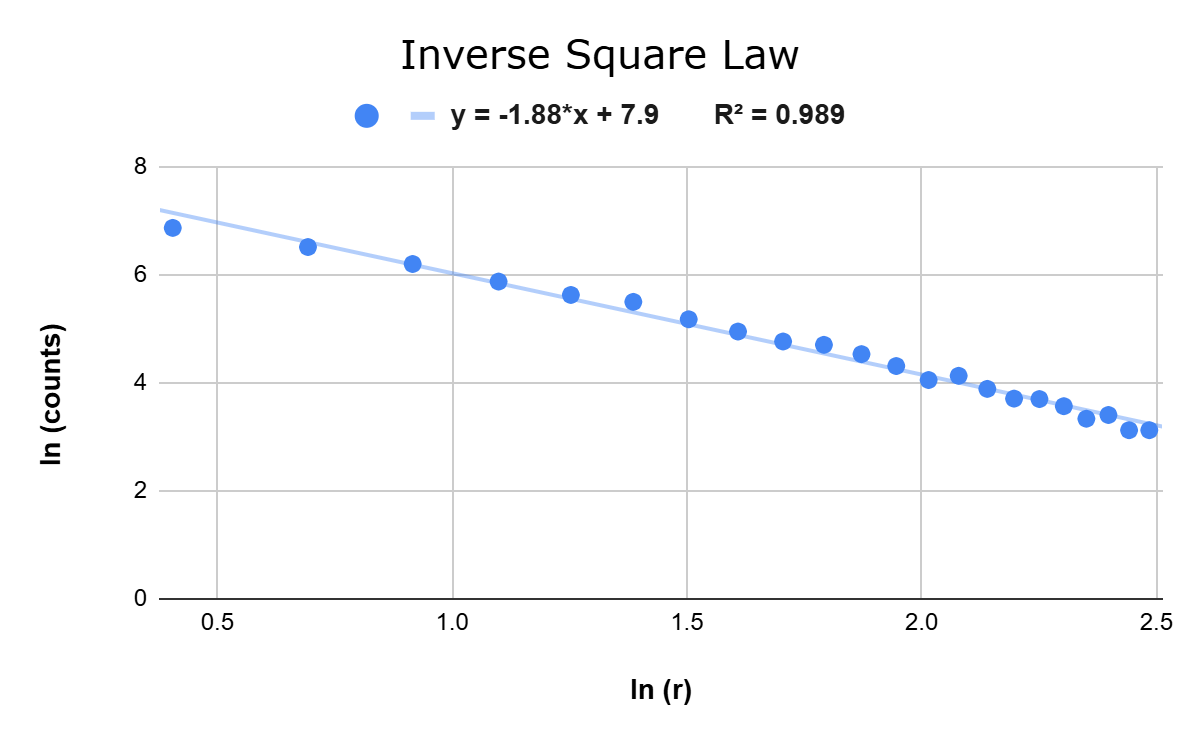 Inverse Square Law
y = -1.88*x + 7.9 R² = 0.989
8
6
4
2
0
ln (counts)
0.5 1.0 1.5 2.0 2.5
ln (r)